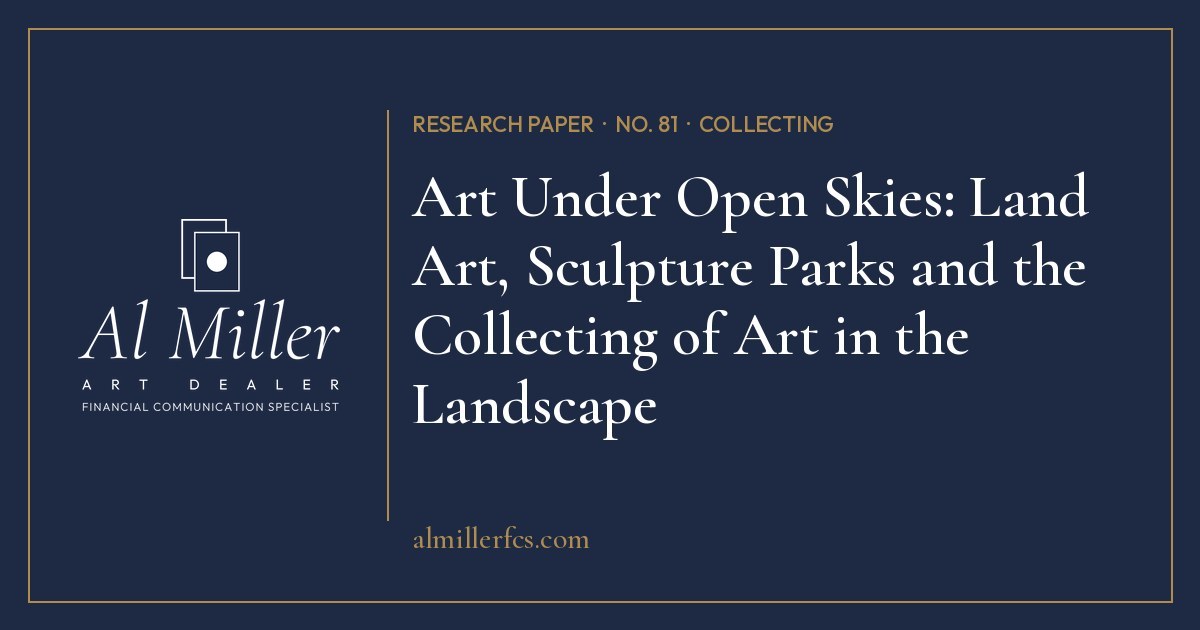 Al Miller
ART DEALER
FINANCIAL COMMUNICATION SPECIALIST
RESEARCH PAPER · NO. 81 · COLLECTING
Art Under Open Skies: Land
Art, Sculpture Parks and the
Collecting of Art in the
Landscape
almillerfcs.com